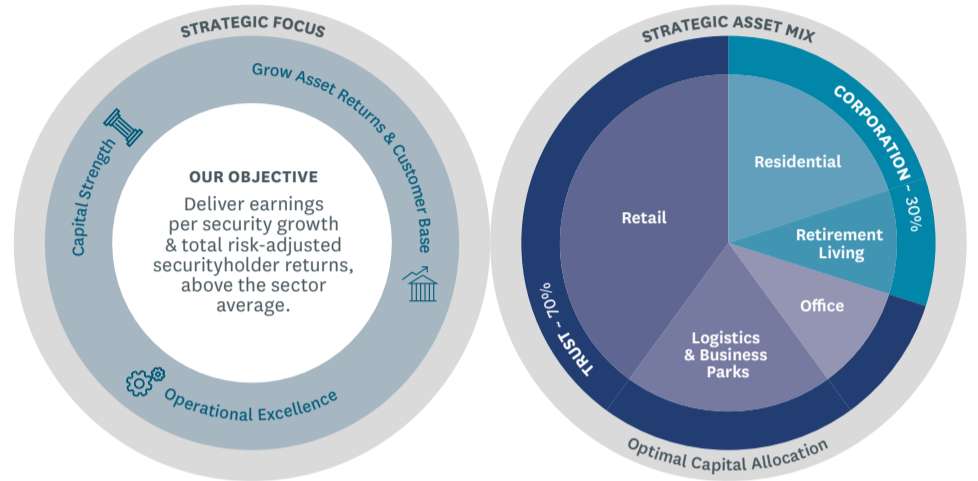 STRATEGIC FOCUS
Grow Asset Returns & Customer Base
Capital Strength
Operational Excellence
OUR OBJECTIVE
Deliver earnings
per security growth
& total risk-adjusted
securityholder returns,
above the sector
average.
STRATEGIC ASSET MIX
CORPORATION ~ 30%
Residential
Retail
Retirement
Living
Office
Logistics
& Business
Parks
TRUST ~ 70%
Optimal Capital Allocation